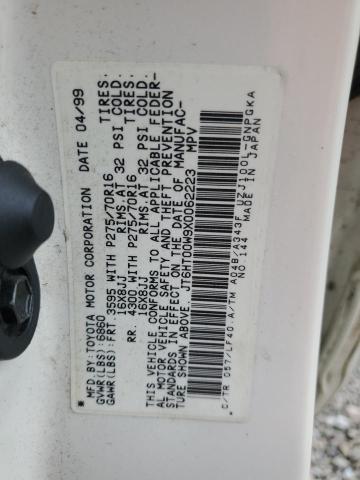 MFD.BY:TOYOTA MOTOR CORPORATION DATE 04/99
GVWR(LBS):6860
GAWR(LBS):FRT.3595 WITH P275/70R16 TIRES,
16X8JJ RIMS,AT 32 PSI COLD.
RR. 4300 WITH P275/70R16 TIRES,
16X8JJ RIMS,AT 32 PSI COLD.
THIS VEHICLE CONFORMS TO ALL APPLICABLE FEDER-
AL MOTOR VEHICLE SAFETY AND THEFT PREVENTION
STANDARDS IN EFFECT ON THE DATE OF MANUFAC-
TURE SHOWN ABOVE.
JT6HT00W9X0062223 MPV
C/TR 057/LF40 A/TM A04B/A343F UZJ100L-GNPGKA
NO.144 MADE IN JAPAN